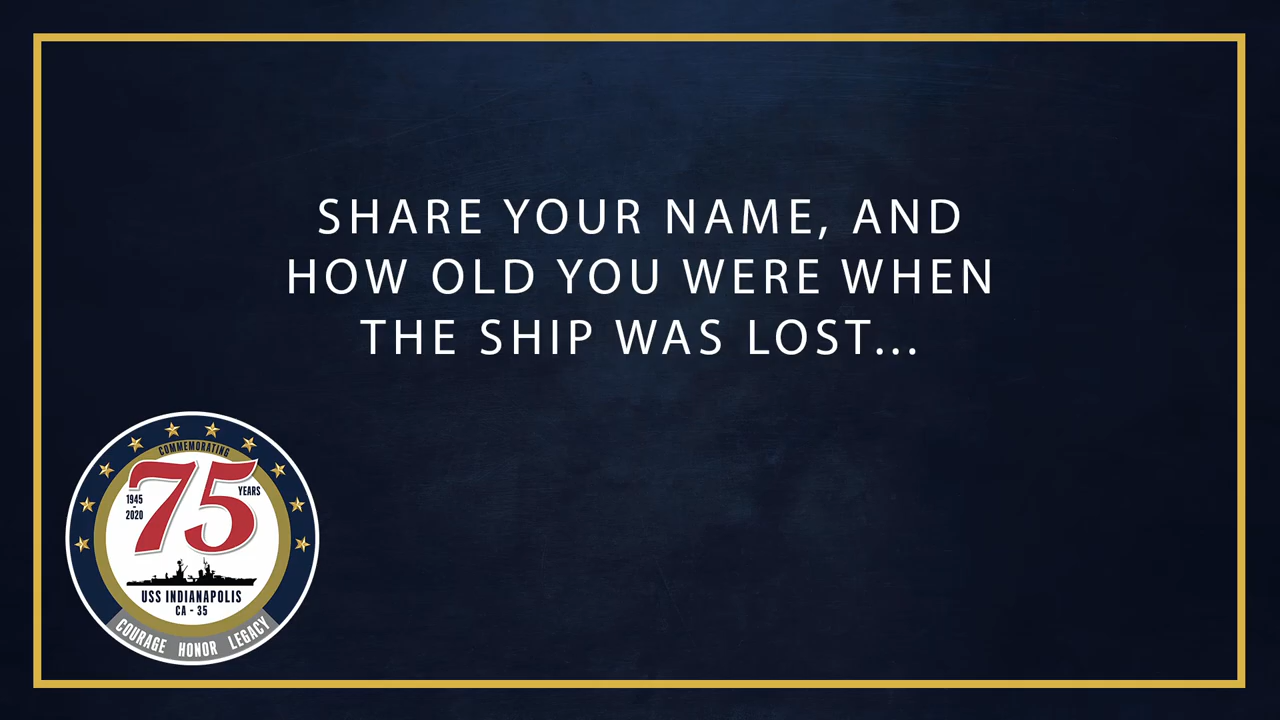 SHARE YOUR NAME, AND
HOW OLD YOU WERE WHEN
THE SHIP WAS LOST...
COMMEMORATING
75
YEARS
1945
-
2020
USS INDIANAPOLIS
CA - 35
COURAGE HONOR LEGACY